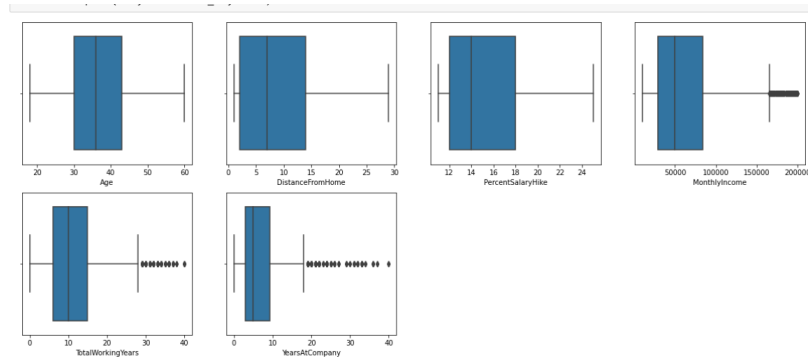 20 30 40 50 60
Age
0 5 10 15 20 25 30
DistanceFromHome
12 14 16 18 20 22 24
PercentSalaryHike
50000 100000 150000 200000
MonthlyIncome
0 10 20 30 40
TotalWorkingYears
0 10 20 30 40
YearsAtCompany